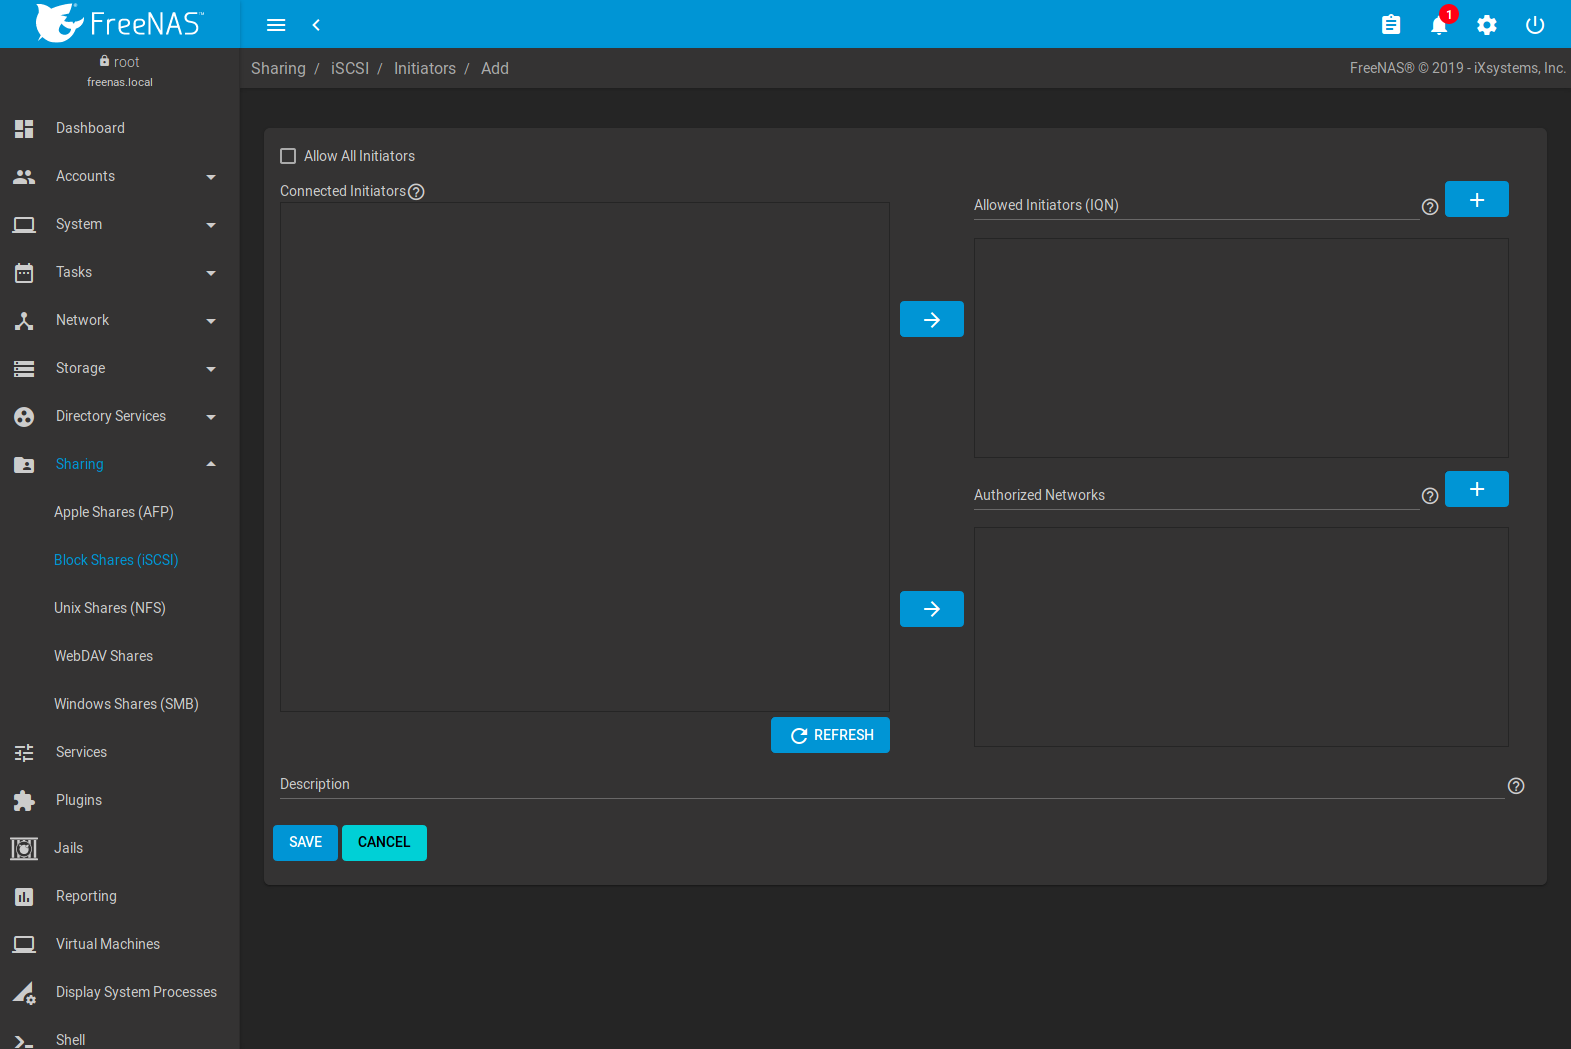 FreeNAS™
1
root
freenas.local
Sharing / iSCSI / Initiators / Add
FreeNAS® © 2019 - iXsystems, Inc.
Dashboard
Accounts
System
Tasks
Network
Storage
Directory Services
Sharing
Apple Shares (AFP)
Block Shares (iSCSI)
Unix Shares (NFS)
WebDAV Shares
Windows Shares (SMB)
Services
Plugins
Jails
Reporting
Virtual Machines
Display System Processes
Shell
Allow All Initiators
Connected Initiators
Allowed Initiators (IQN)
Authorized Networks
REFRESH
Description
SAVE
CANCEL